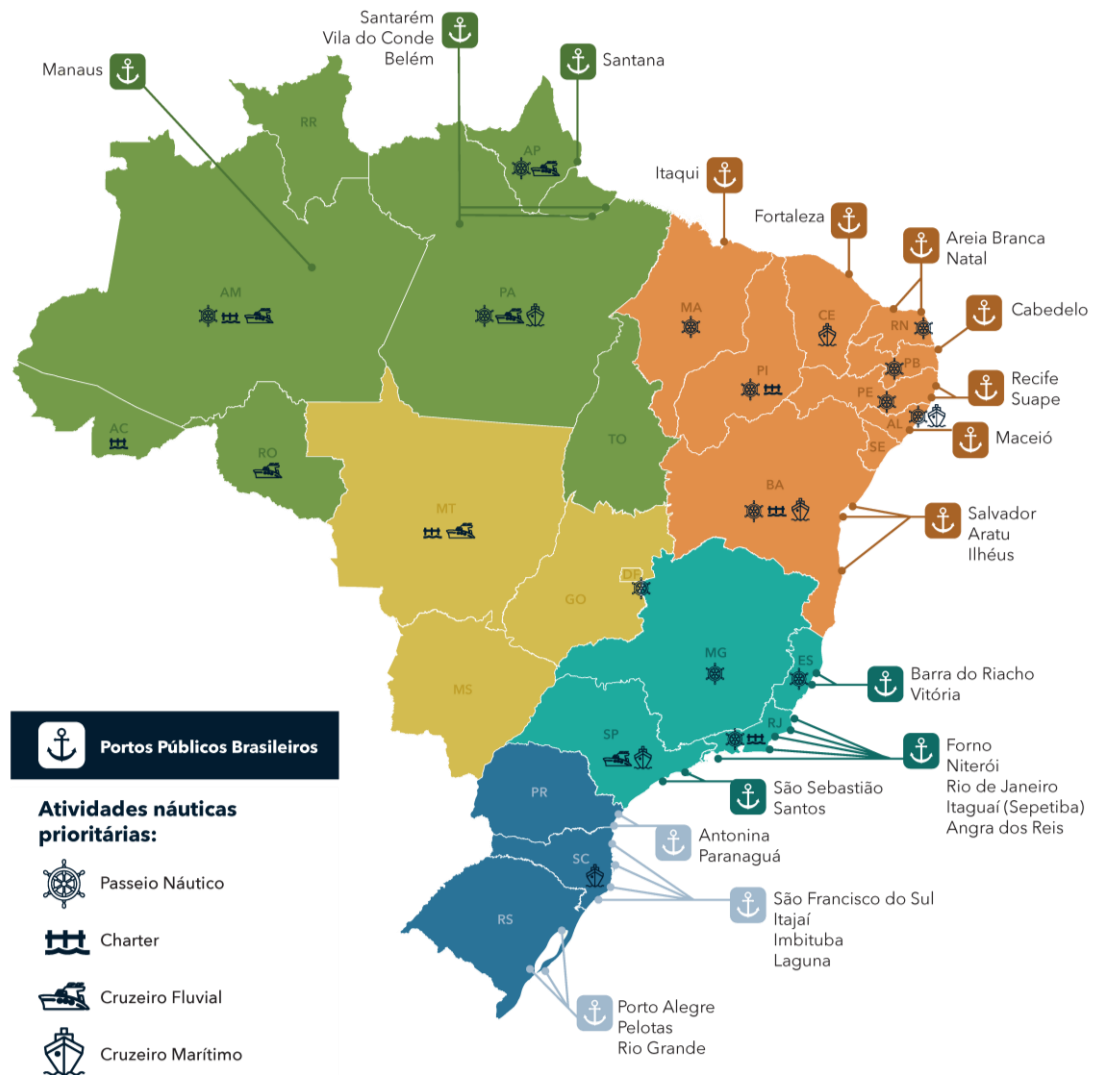 Santarém
Vila do Conde
Belém
Manaus
Santana
RR
AP
Itaqui
Fortaleza
Areia Branca
Natal
AM
PA
MA
CE
RN
Cabedelo
PI
PB
PE
Recife
Suape
AC
RO
TO
AL
SE
Maceió
MT
BA
Salvador
Aratu
Ilhéus
DF
GO
MS
MG
ES
Barra do Riacho
Vitória
SP
RJ
Forno
Niterói
Rio de Janeiro
Itaguaí (Sepetiba)
Angra dos Reis
São Sebastião
Santos
PR
Antonina
Paranaguá
SC
São Francisco do Sul
Itajaí
Imbituba
Laguna
RS
Porto Alegre
Pelotas
Rio Grande
Portos Públicos Brasileiros
Atividades náuticas
prioritárias:
Passeio Náutico
Charter
Cruzeiro Fluvial
Cruzeiro Marítimo